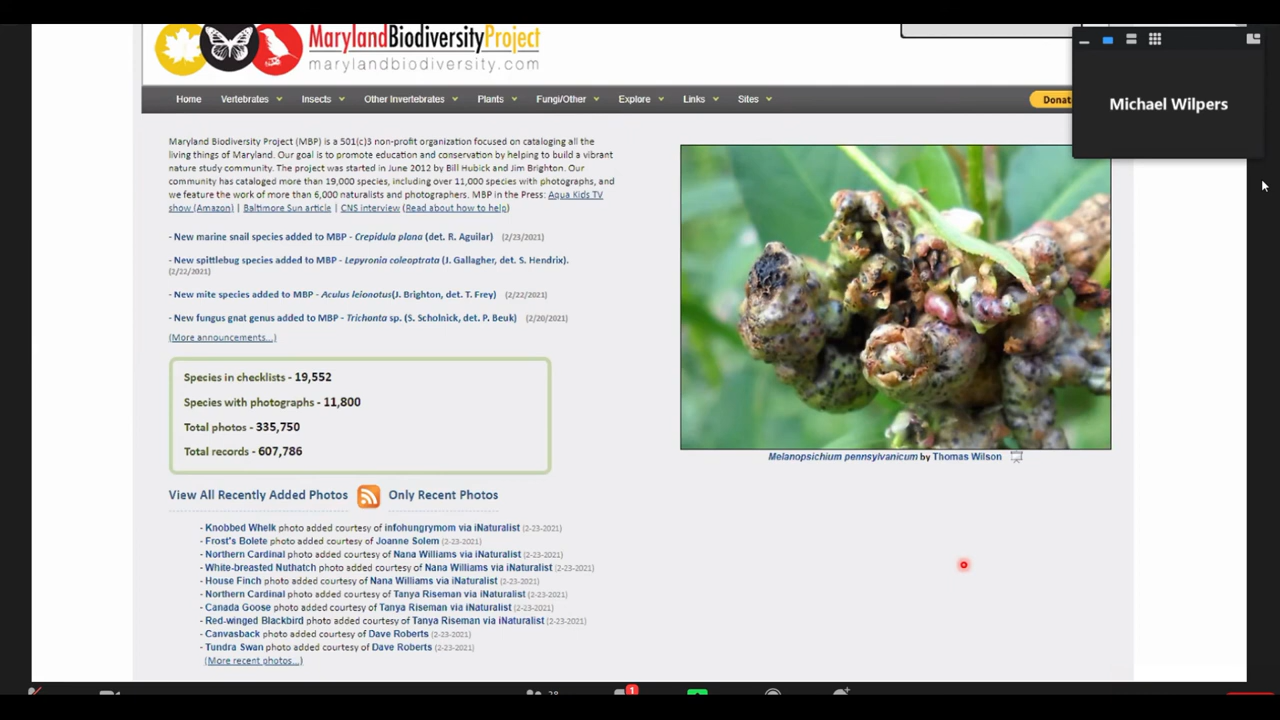 MarylandBiodiversityProject
marylandbiodiversity.com
Home Vertebrates Insects Other Invertebrates Plants Fungi/Other Explore Links Sites Donat
Michael Wilpers
Maryland Biodiversity Project (MBP) is a 501(c)3 non-profit organization focused on cataloging all the
living things of Maryland. Our goal is to promote education and conservation by helping to build a vibrant
nature study community. The project was started in June 2012 by Bill Hubick and Jim Brighton. Our
community has cataloged more than 19,000 species, including over 11,000 species with photographs, and
we feature the work of more than 6,000 naturalists and photographers. MBP in the Press: Aqua Kids TV
show (Amazon) | Baltimore Sun article | CNS interview (Read about how to help)
- New marine snail species added to MBP - Crepidula plana (det. R. Aguilar) (2/23/2021)
- New spittlebug species added to MBP - Lepyronia coleoptrata (J. Gallagher, det. S. Hendrix).
(2/22/2021)
- New mite species added to MBP - Aculus leionotus(J. Brighton, det. T. Frey) (2/22/2021)
- New fungus gnat genus added to MBP - Trichonta sp. (S. Scholnick, det. P. Beuk) (2/20/2021)
(More announcements...)
Species in checklists - 19,552
Species with photographs - 11,800
Total photos - 335,750
Total records - 607,786
Melanopsichium pennsylvanicum by Thomas Wilson
View All Recently Added Photos Only Recent Photos
- Knobbed Whelk photo added courtesy of infohungrymom via iNaturalist (2-23-2021)
- Frost's Bolete photo added courtesy of Joanne Solem (2-23-2021)
- Northern Cardinal photo added courtesy of Nana Williams via iNaturalist (2-23-2021)
- White-breasted Nuthatch photo added courtesy of Nana Williams via iNaturalist (2-23-2021)
- House Finch photo added courtesy of Nana Williams via iNaturalist (2-23-2021)
- Northern Cardinal photo added courtesy of Tanya Riseman via iNaturalist (2-23-2021)
- Canada Goose photo added courtesy of Tanya Riseman via iNaturalist (2-23-2021)
- Red-winged Blackbird photo added courtesy of Tanya Riseman via iNaturalist (2-23-2021)
- Canvasback photo added courtesy of Dave Roberts (2-23-2021)
- Tundra Swan photo added courtesy of Dave Roberts (2-23-2021)
(More recent photos...)
1